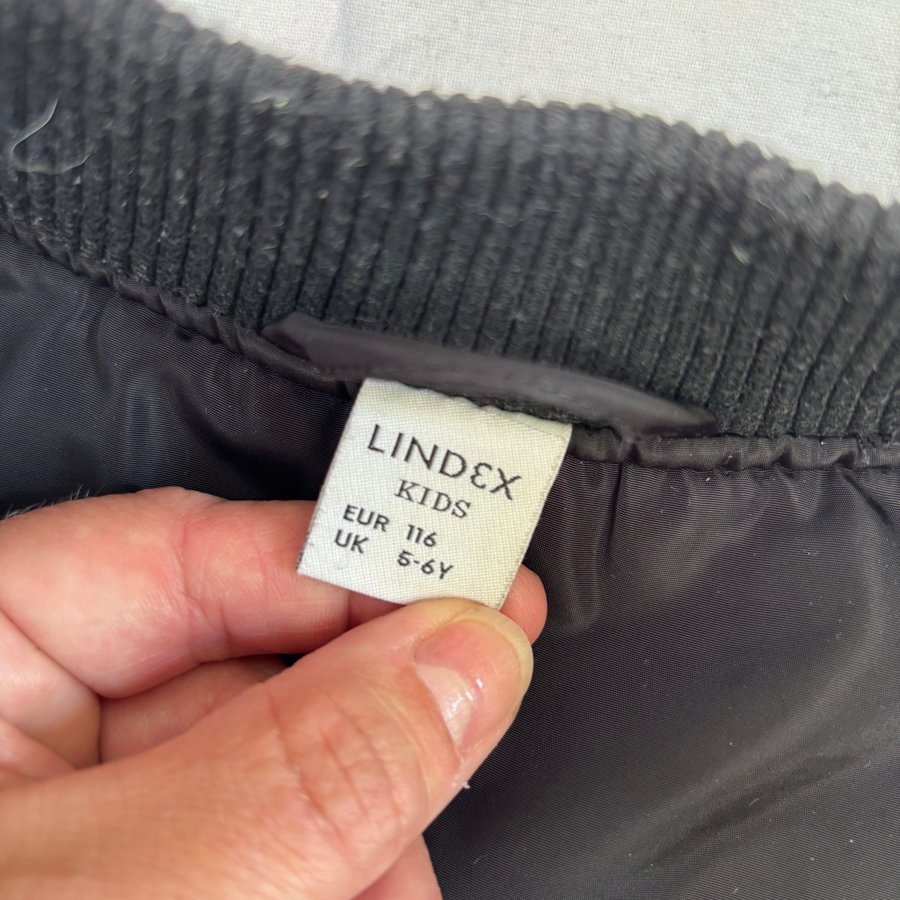 LINDEX
KIDS
EUR 116
UK 5-6Y